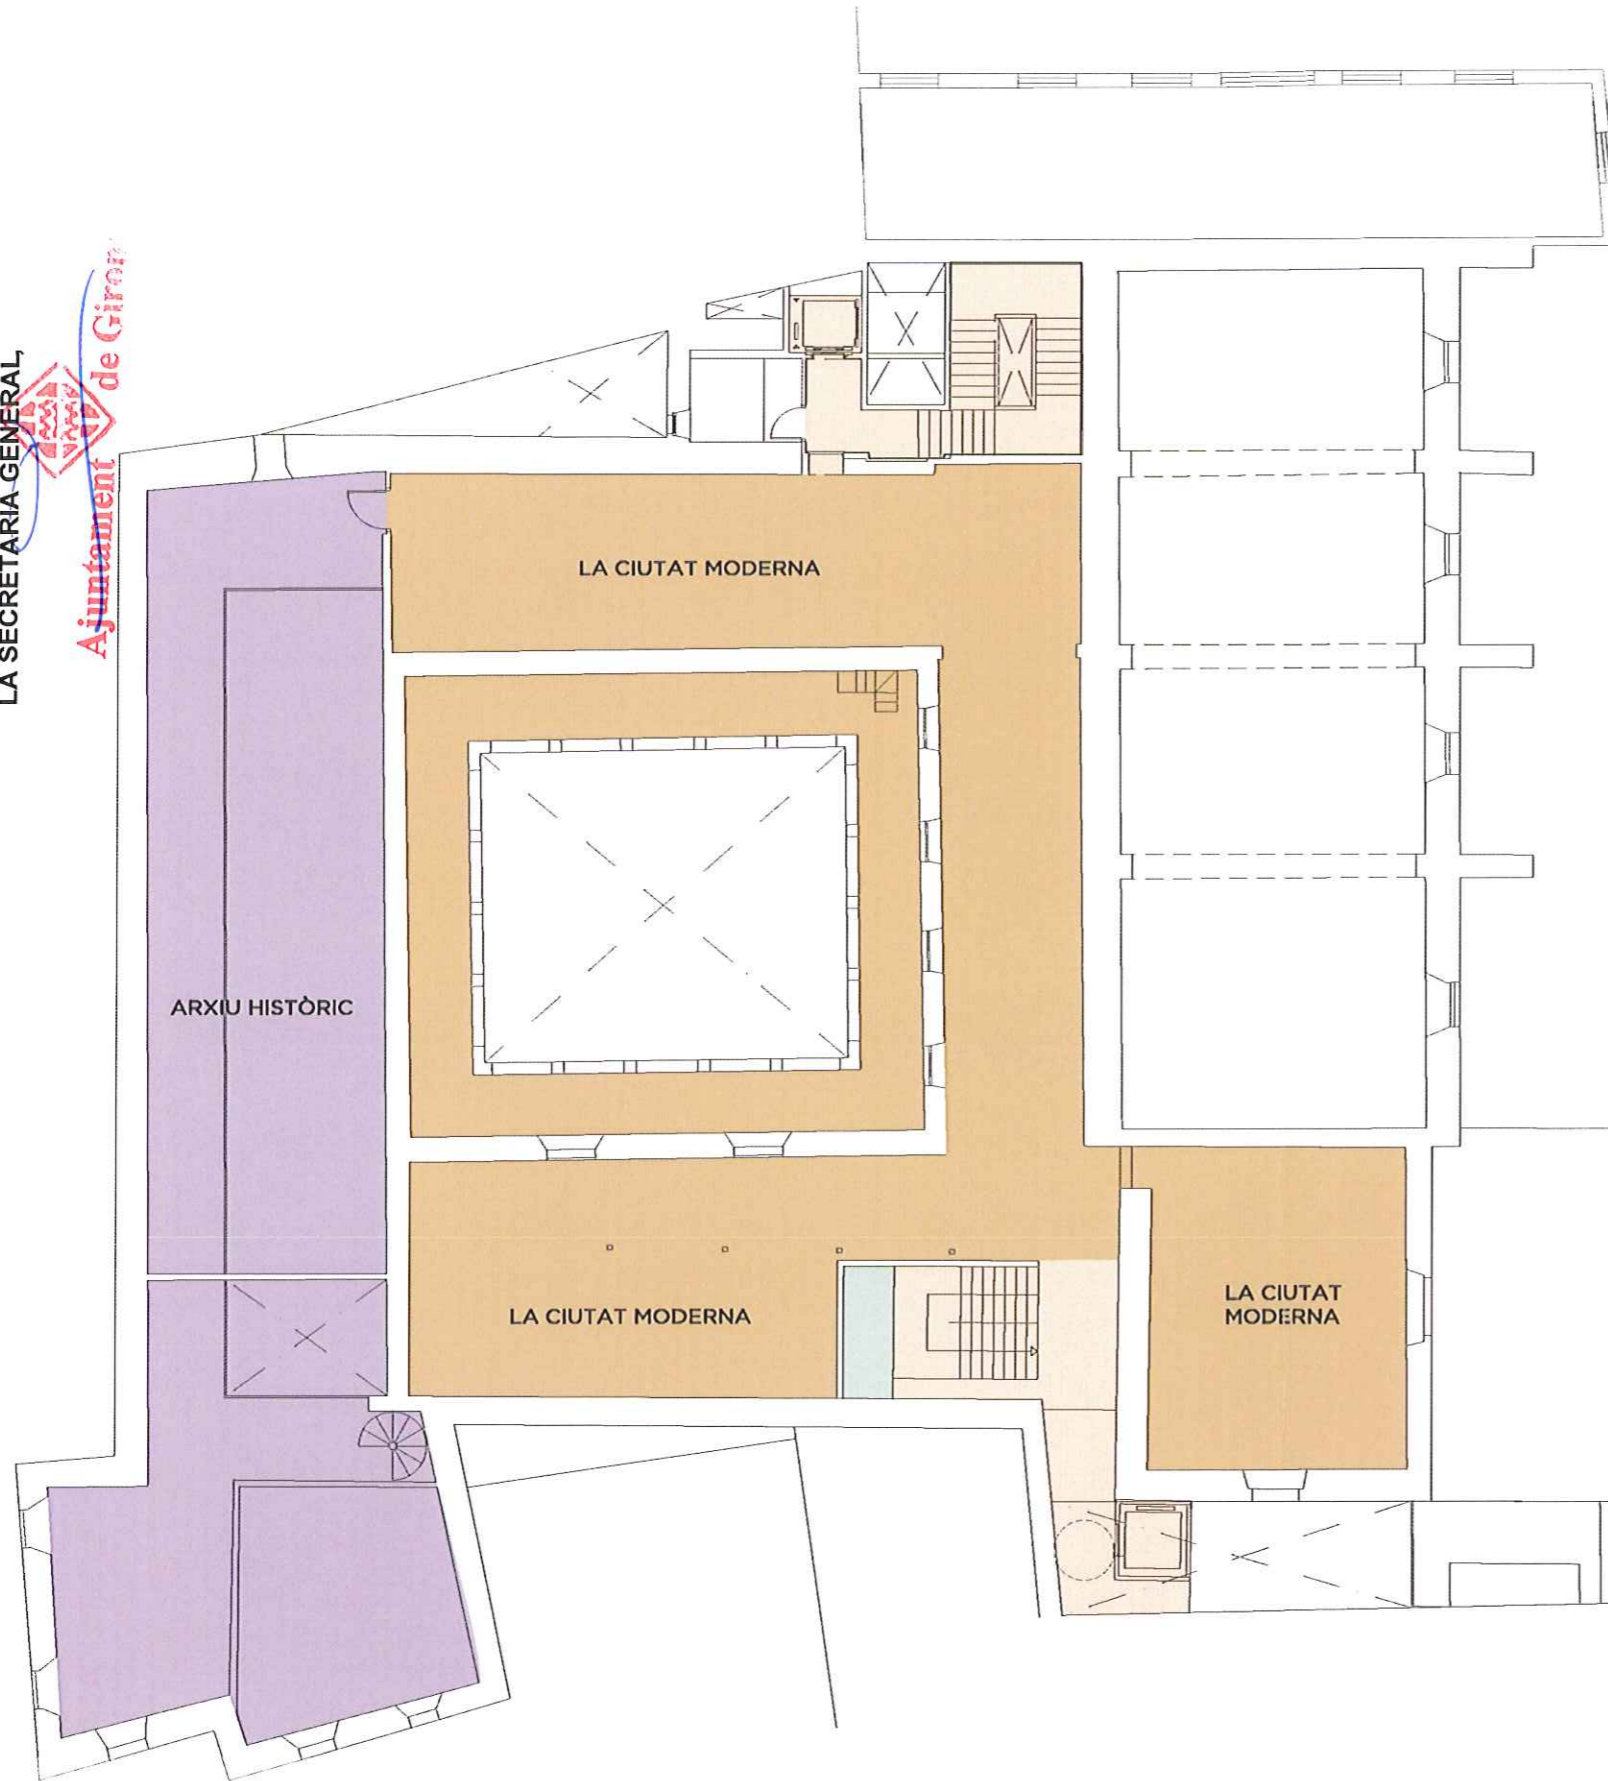 LA SECRETARIA GENERAL,
Ajuntament de Giron
LA CIUTAT MODERNA
ARXIU HISTÒRIC
LA CIUTAT MODERNA
LA CIUTAT
MODERNA